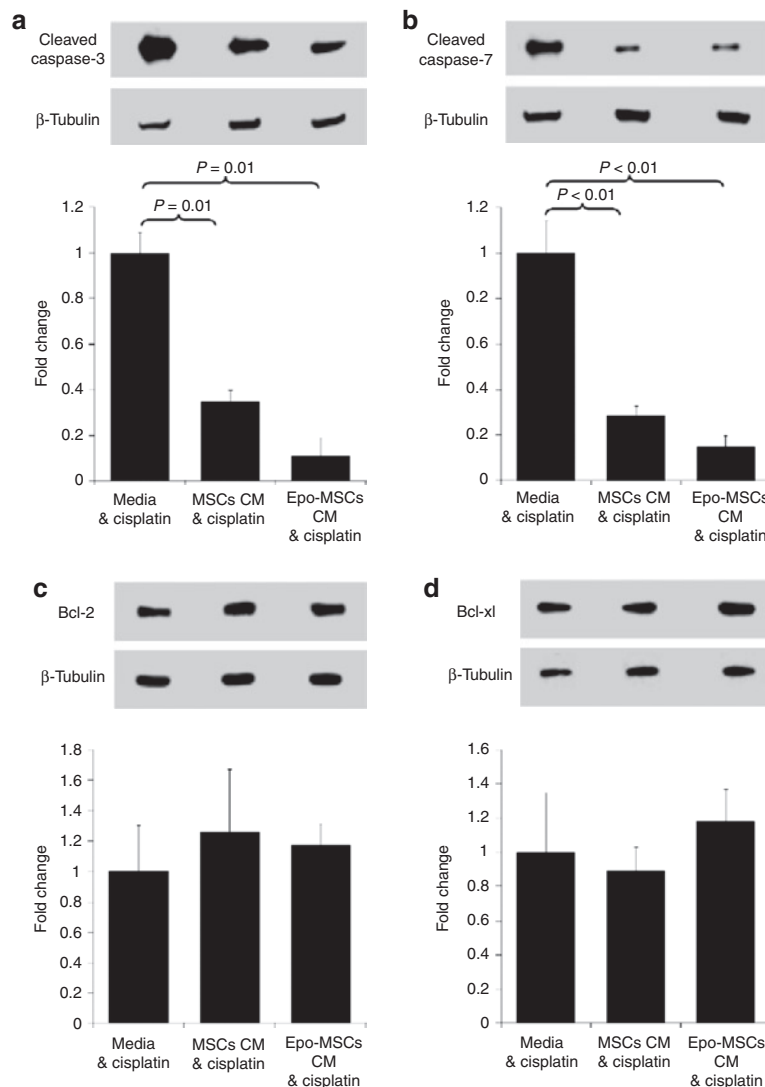 a
Cleaved
caspase-3
β-Tubulin
P = 0.01
P = 0.01
Fold change
1.2
1
0.8
0.6
0.4
0.2
0
Media
& cisplatin
MSCs CM
& cisplatin
Epo-MSCs
CM
& cisplatin
b
Cleaved
caspase-7
β-Tubulin
P < 0.01
P < 0.01
Fold change
1.2
1
0.2
0.6
0.4
0.2
0
Media
& cisplatin
MSCs CM
& cisplatin
Epo-MSCs
CM
& cisplatin
c
Bcl-2
β-Tubulin
Fold change
1.8
1.6
1.4
1.2
1
0.8
0.6
0.4
0.2
0
Media
& cisplatin
MSCs CM
& cisplatin
Epo-MSCs
CM
& cisplatin
d
Bcl-xl
β-Tubulin
Fold change
1.6
1.4
1.2
1
0.8
0.6
0.4
0.2
0
Media
& cisplatin
MSCs CM
& cisplatin
Epo-MSCs
CM
& cisplatin